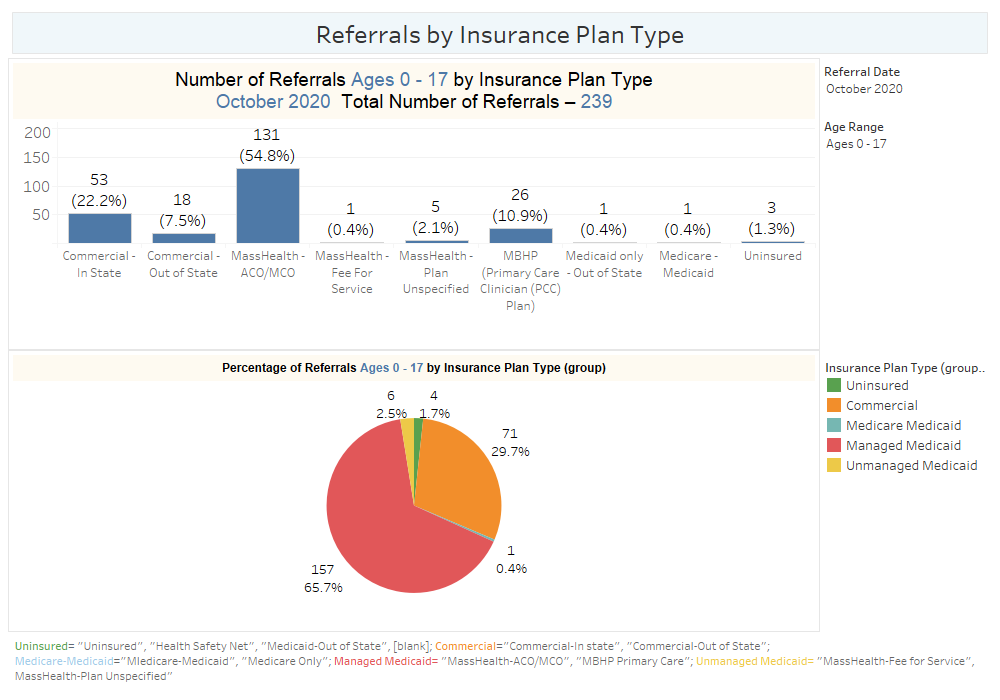 Referrals by Insurance Plan Type
Number of Referrals Ages 0 - 17 by Insurance Plan Type
October 2020 Total Number of Referrals – 239
Referral Date
October 2020
Age Range
Ages 0 - 17
200
150
100
50
53
(22.2%)
18
(7.5%)
131
(54.8%)
1
(0.4%)
5
(2.1%)
26
(10.9%)
1
(0.4%)
1
(0.4%)
3
(1.3%)
Commercial -
In State
Commercial -
Out of State
MassHealth -
ACO/MCO
MassHealth -
Fee For
Service
MassHealth -
Plan
Unspecified
MBHP
(Primary Care
Clinician (PCC)
Plan)
Medicaid only
- Out of State
Medicare -
Medicaid
Uninsured
Percentage of Referrals Ages 0 - 17 by Insurance Plan Type (group)
6
2.5%
4
1.7%
71
29.7%
1
0.4%
157
65.7%
Insurance Plan Type (group..
Uninsured
Commercial
Medicare Medicaid
Managed Medicaid
Unmanaged Medicaid
Uninsured= "Uninsured", "Health Safety Net", "Medicaid-Out of State", [blank]; Commercial="Commercial-In state", "Commercial-Out of State";
Medicare-Medicaid="MIedicare-Medicaid", "Medicare Only"; Managed Medicaid= "MassHealth-ACO/MCO", "MBHP Primary Care"; Unmanaged Medicaid= "MassHealth-Fee for Service",
MassHealth-Plan Unspecified"